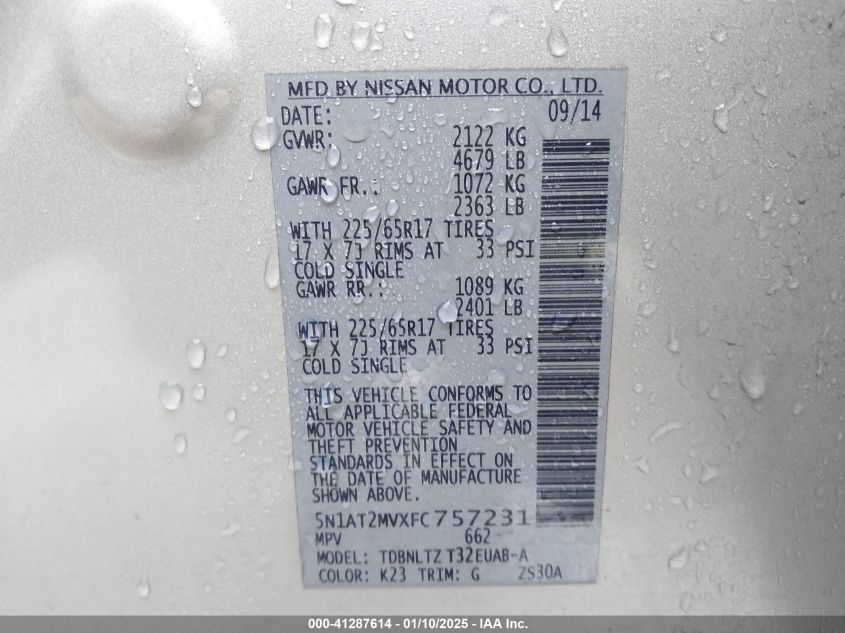 MFD BY NISSAN MOTOR CO., LTD.
DATE: 09/14
GVWR: 2122 KG
4679 LB
GAWR FR.: 1072 KG
2363 LB
WITH 225/65R17 TIRES
17 X 7J RIMS AT 33 PSI
COLD SINGLE
GAWR RR.: 1089 KG
2401 LB
WITH 225/65R17 TIRES
17 X 7J RIMS AT 33 PSI
COLD SINGLE
THIS VEHICLE CONFORMS TO
ALL APPLICABLE FEDERAL
MOTOR VEHICLE SAFETY AND
THEFT PREVENTION
STANDARDS IN EFFECT ON
THE DATE OF MANUFACTURE
SHOWN ABOVE.
5N1AT2MVXFC757231
MPV 662
MODEL: TDBNLTZ T32EUAB-A
COLOR: K23 TRIM: G 2S30A
000-41287614 - 01/10/2025 - IAA Inc.